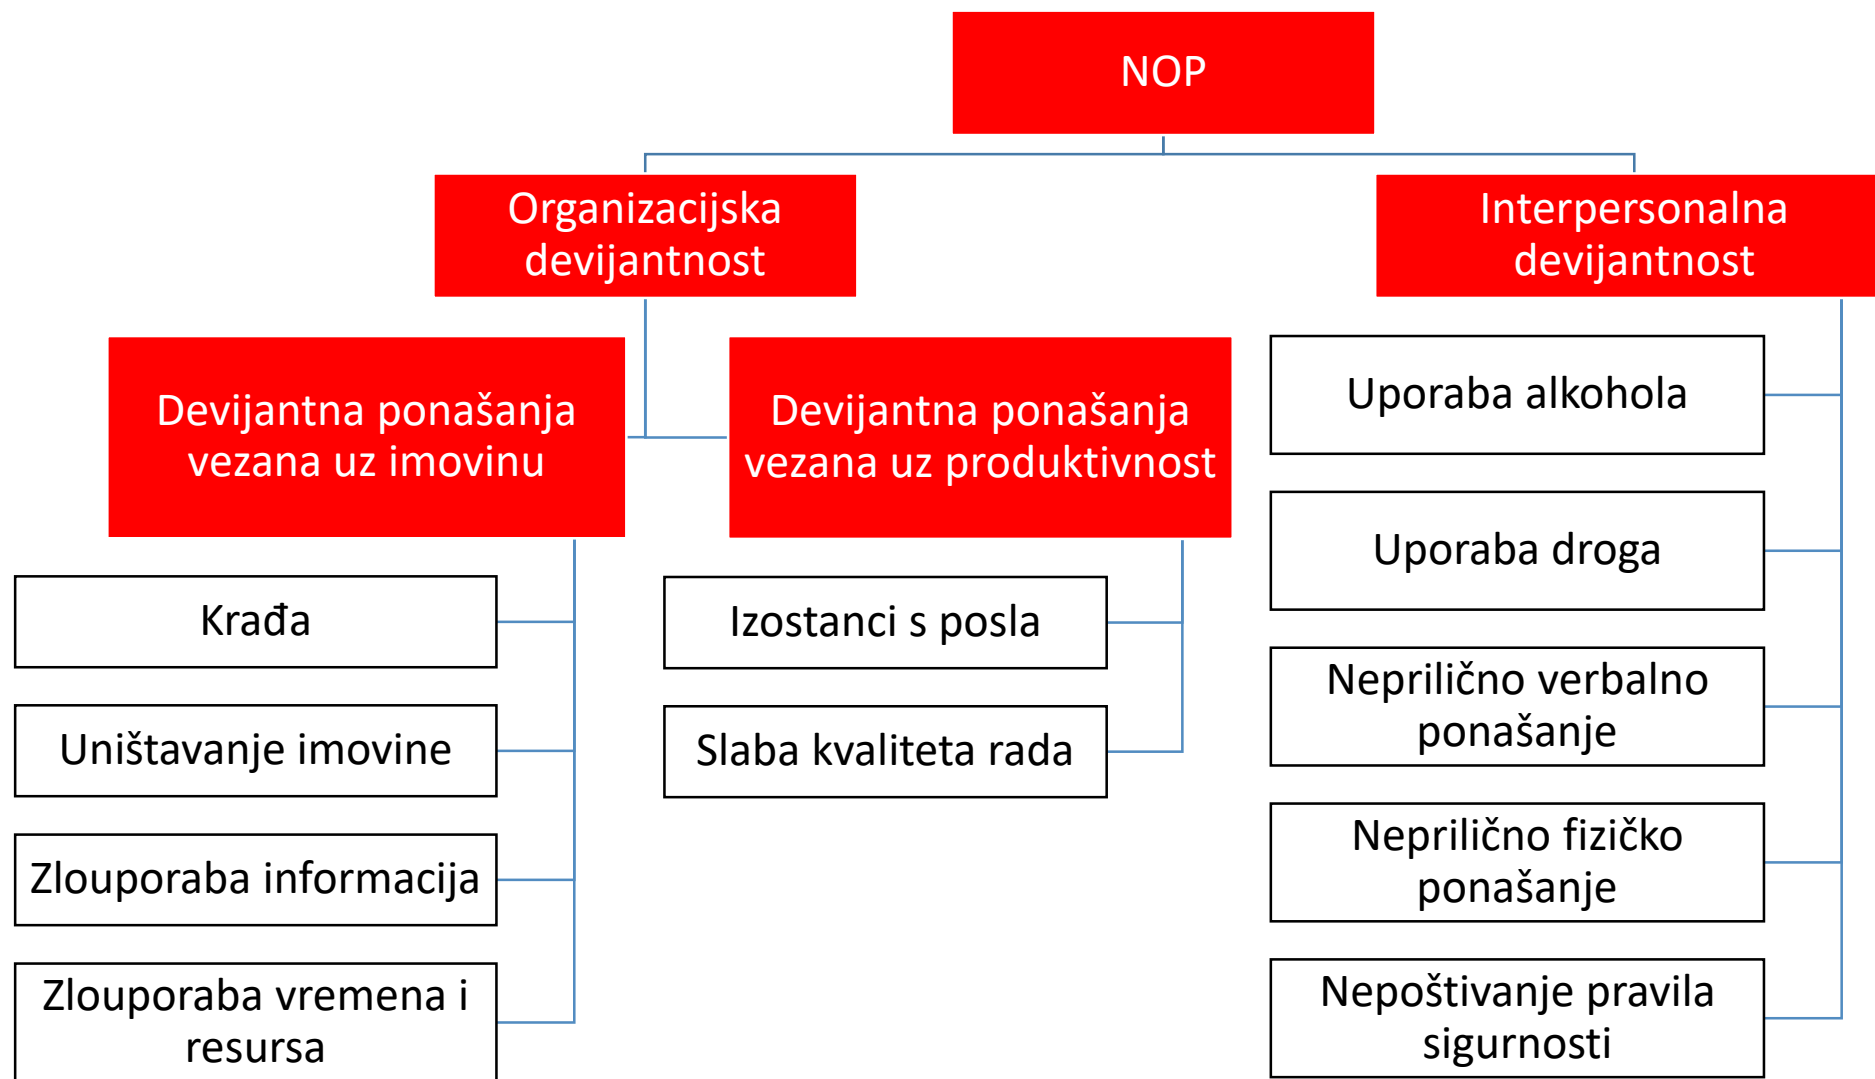 NOP
Organizacijska
devijantnost
Interpersonalna
devijantnost
Devijantna ponašanja
vezana uz imovinu
Devijantna ponašanja
vezana uz produktivnost
Krađa
Uništavanje imovine
Zlouporaba informacija
Zlouporaba vremena i
resursa
Izostanci s posla
Slaba kvaliteta rada
Uporaba alkohola
Uporaba droga
Neprilično verbalno
ponašanje
Neprilično fizičko
ponašanje
Nepoštivanje pravila
sigurnosti